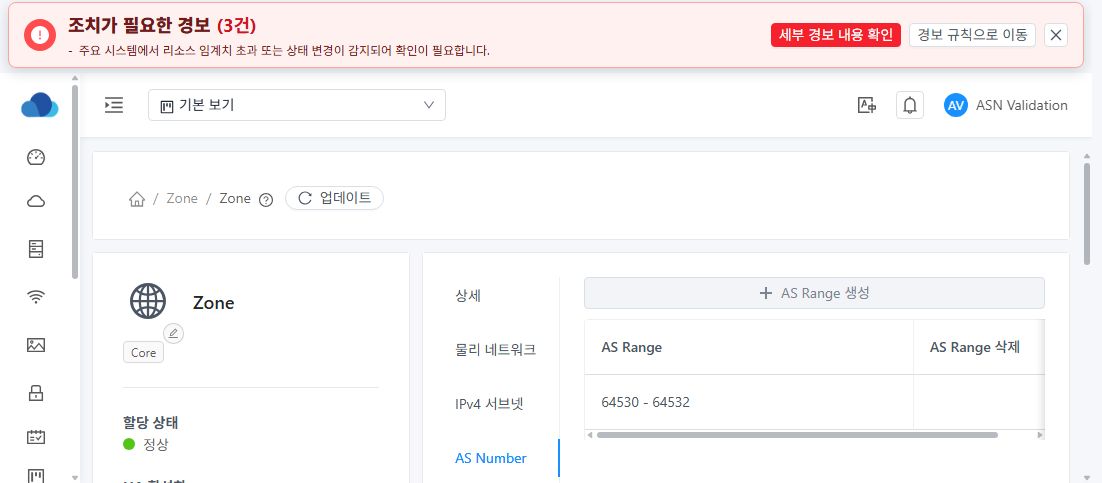 조치가 필요한 경보 (3건)
- 주요 시스템에서 리소스 임계치 초과 또는 상태 변경이 감지되어 확인이 필요합니다.
세부 경보 내용 확인
경보 규칙으로 이동
기본 보기
AV
ASN Validation
/ Zone / Zone
업데이트
Zone
Core
할당 상태
정상
상세
물리 네트워크
IPv4 서브넷
AS Number
AS Range 생성
AS Range
AS Range 삭제
64530 - 64532